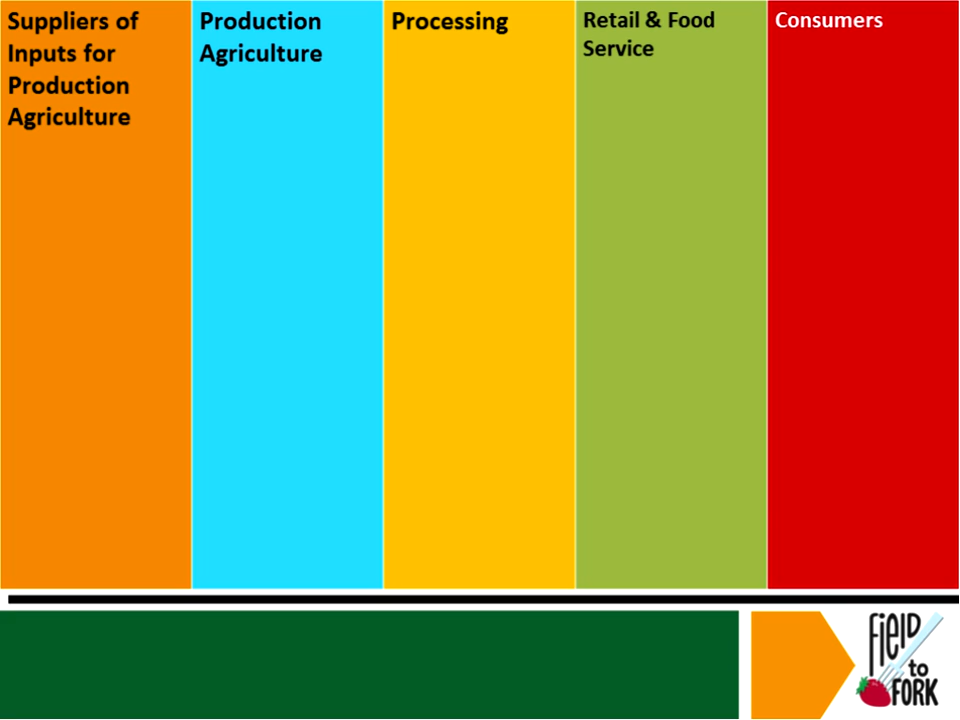 Suppliers of
Inputs for
Production
Agriculture
Production
Agriculture
Processing
Retail & Food
Service
Consumers
FiELD
to
FORK